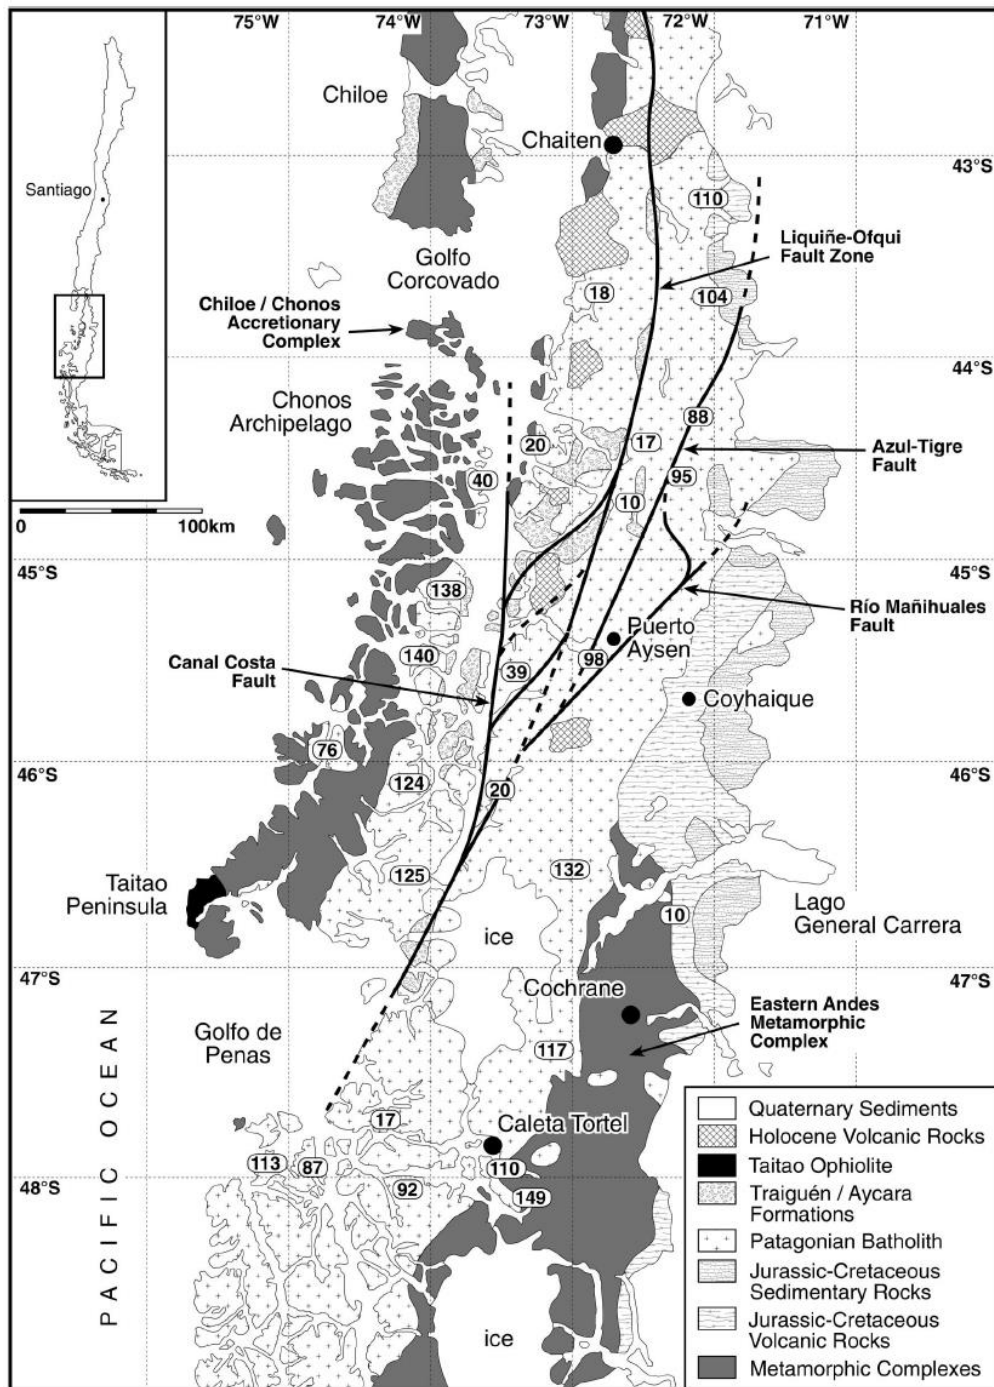 75°W
74°W
73°W
72°W
71°W
Chiloe
Chaiten
Santiago
43°S
110
Liquiñe-Ofqui
Fault Zone
Golfo
Corcovado
18
104
Chiloe / Chonos
Accretionary
Complex
44°S
Chonos
Archipelago
88
20
17
Azul-Tigre
Fault
40
95
10
0
100km
45°S
45°S
138
Río Mañihuales
Fault
Puerto
Aysen
140
98
Canal Costa
Fault
39
Coyhaique
76
46°S
46°S
124
20
125
132
Taitao
Peninsula
10
Lago
General Carrera
ice
47°S
47°S
Cochrane
Eastern Andes
Metamorphic
Complex
Golfo de
Penas
117
PACIFIC OCEAN
17
Caleta Tortel
113
87
110
92
149
48°S
ice
Quaternary Sediments
Holocene Volcanic Rocks
Taitao Ophiolite
Traiguén / Aycara
Formations
Patagonian Batholith
Jurassic-Cretaceous
Sedimentary Rocks
Jurassic-Cretaceous
Volcanic Rocks
Metamorphic Complexes